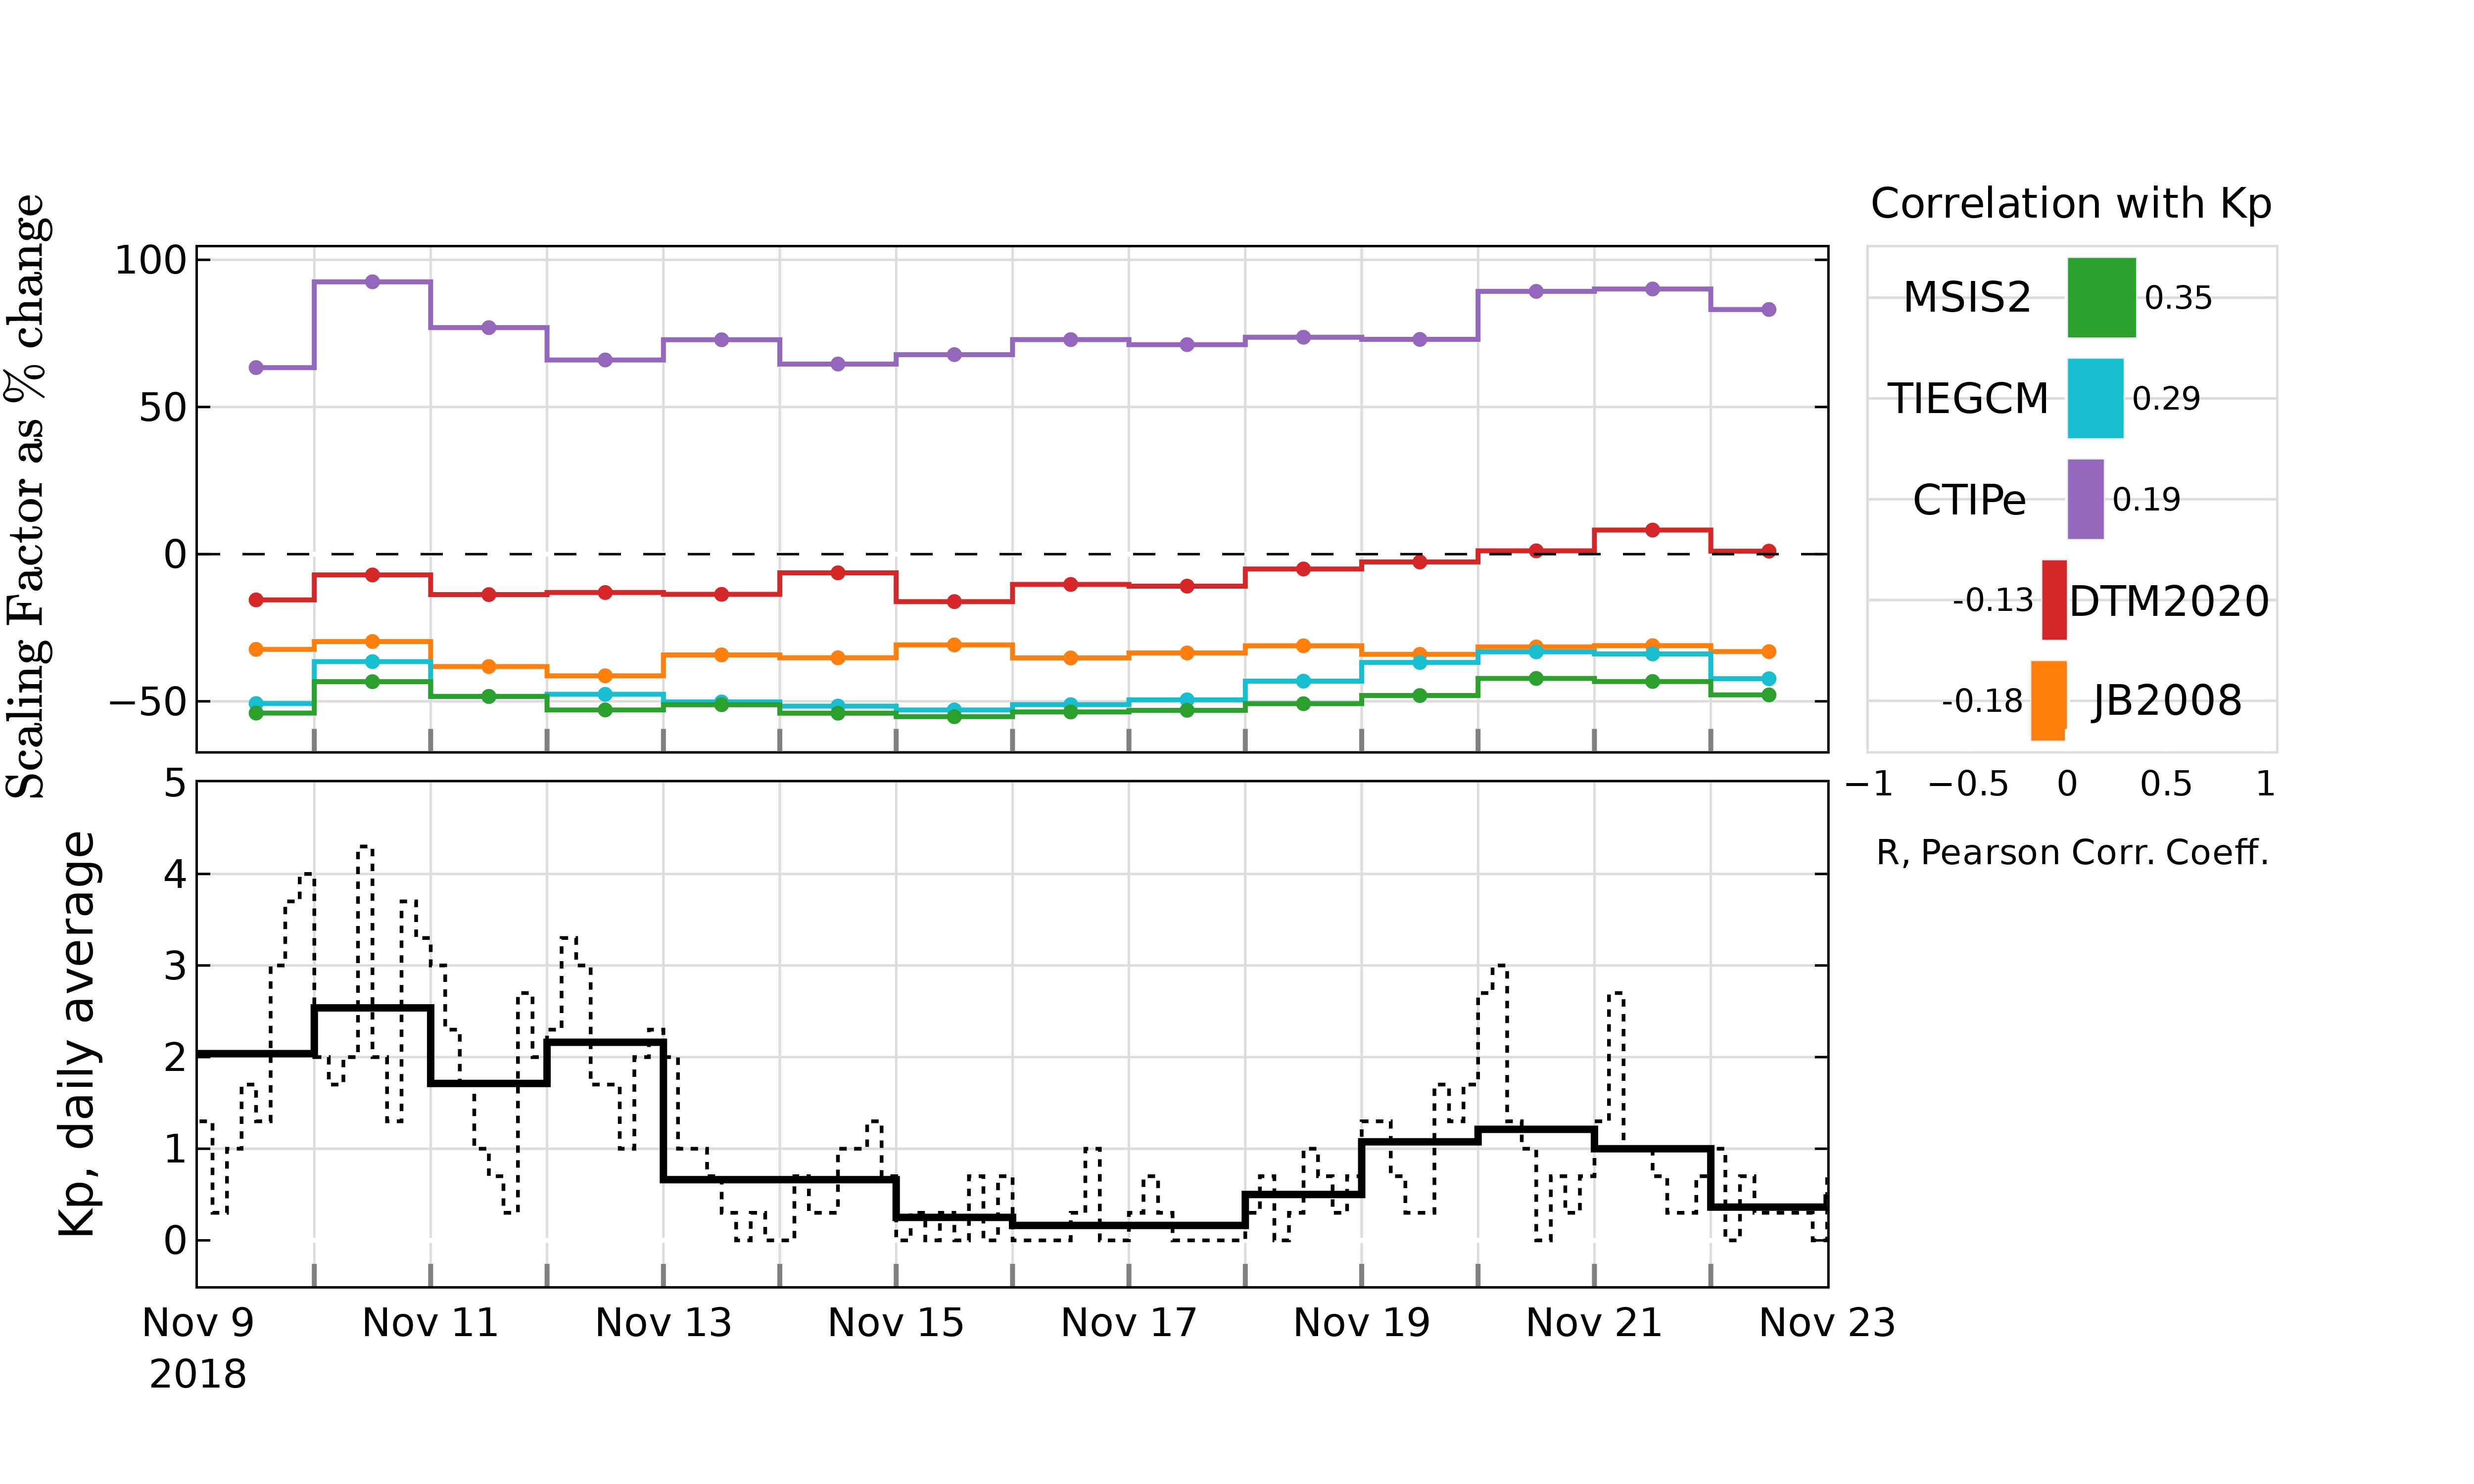 Scaling Factor as % change
100
50
0
−50
Correlation with Kp
MSIS2
0.35
TIEGCM
0.29
CTIPe
0.19
-0.13
DTM2020
-0.18
JB2008
−1
−0.5
0
0.5
1
R, Pearson Corr. Coeff.
Kp, daily average
5
4
3
2
1
0
Nov 9
2018
Nov 11
Nov 13
Nov 15
Nov 17
Nov 19
Nov 21
Nov 23